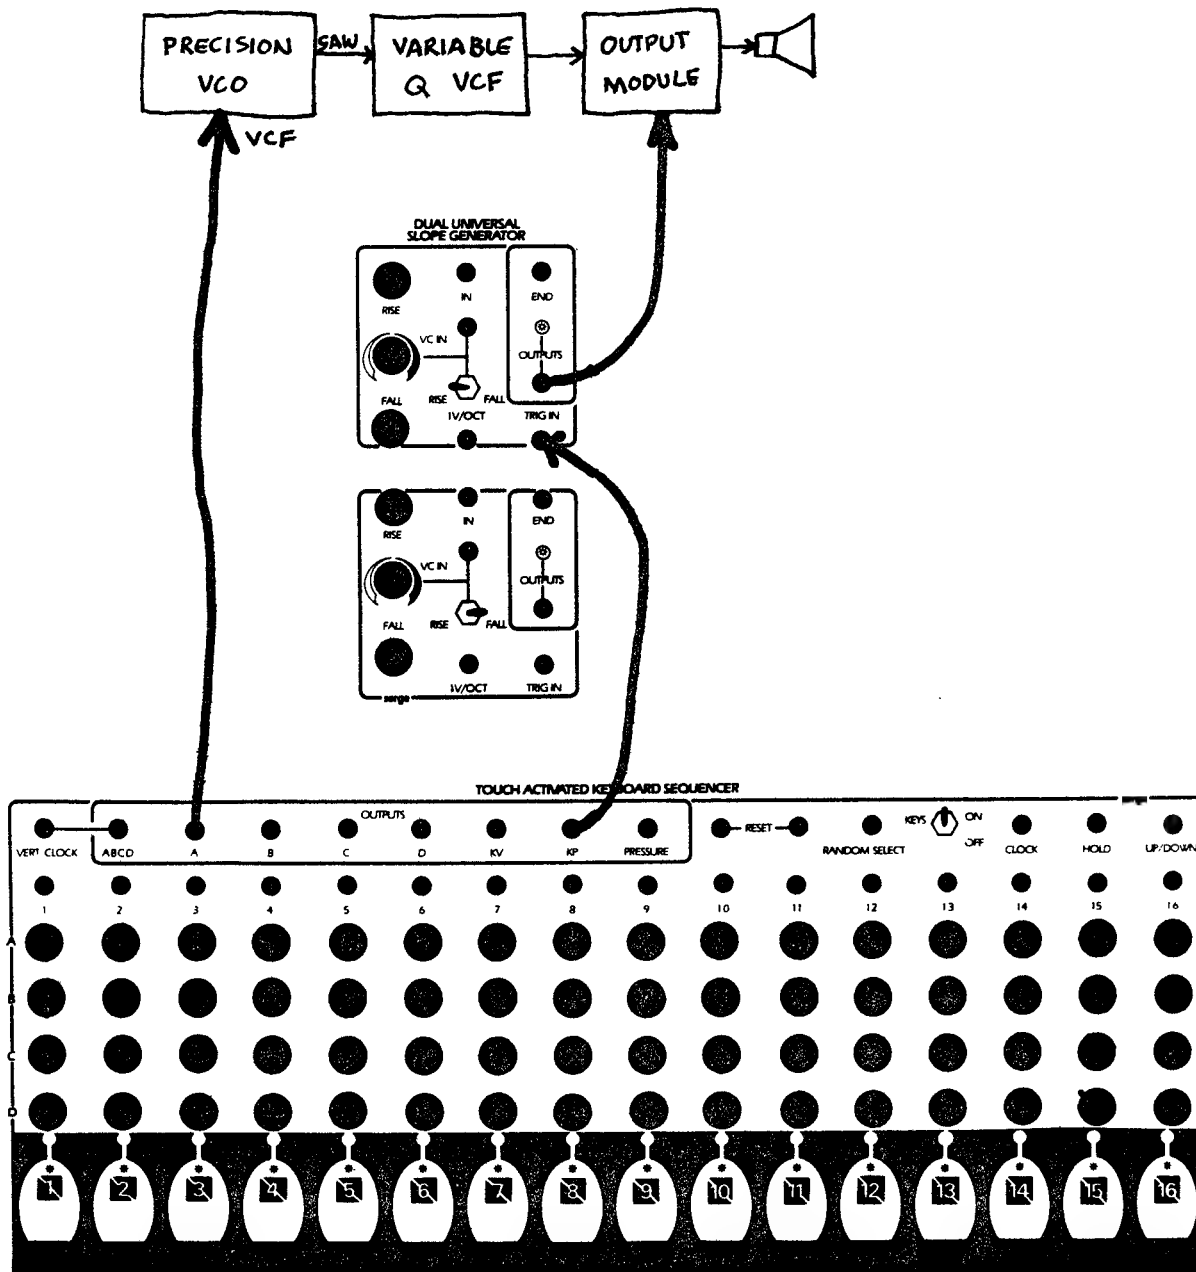 PRECISION VCO
SAW
VARIABLE Q VCF
OUTPUT MODULE
VCF
DUAL UNIVERSAL
SLOPE GENERATOR
RISE
IN
END
VC IN
OUTPUTS
FALL
RISE
FALL
1V/OCT
TRIG IN
RISE
IN
END
VC IN
OUTPUTS
FALL
RISE
FALL
1V/OCT
TRIG IN
serge
TOUCH ACTIVATED KEYBOARD SEQUENCER
OUTPUTS
VERT CLOCK
ABCD
A
B
C
D
KV
KP
PRESSURE
RESET
RANDOM SELECT
KEYS
ON
OFF
CLOCK
HOLD
UP/DOWN
1 2 3 4 5 6 7 8 9 10 11 12 13 14 15 16
A
B
C
D
1 2 3 4 5 6 7 8 9 10 11 12 13 14 15 16